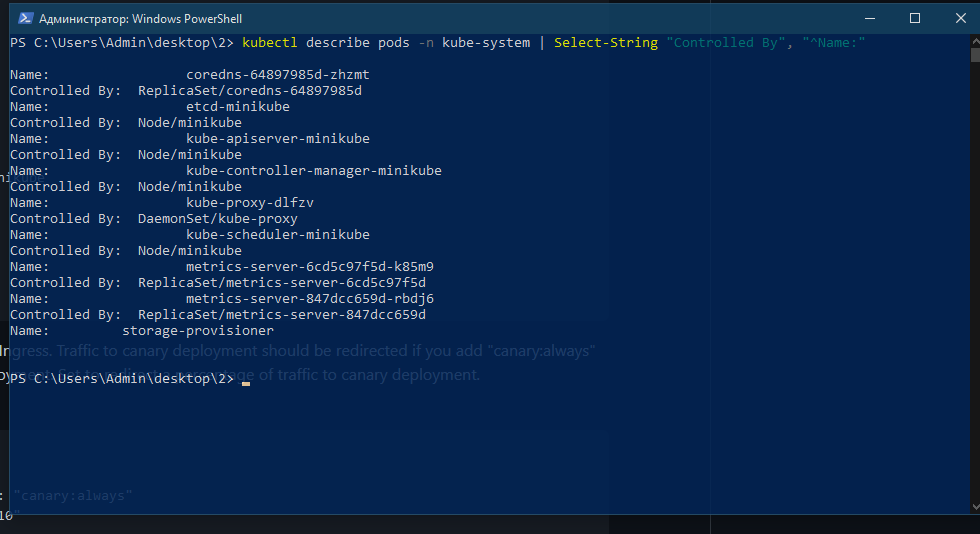 Администратор: Windows PowerShell
PS C:\Users\Admin\desktop\2> kubectl describe pods -n kube-system | Select-String "Controlled By", "^Name:"
Name: coredns-64897985d-zhzmt
Controlled By: ReplicaSet/coredns-64897985d
Name: etcd-minikube
Controlled By: Node/minikube
Name: kube-apiserver-minikube
Controlled By: Node/minikube
Name: kube-controller-manager-minikube
Controlled By: Node/minikube
Name: kube-proxy-dlfzv
Controlled By: DaemonSet/kube-proxy
Name: kube-scheduler-minikube
Controlled By: Node/minikube
Name: metrics-server-6cd5c97f5d-k85m9
Controlled By: ReplicaSet/metrics-server-6cd5c97f5d
Name: metrics-server-847dcc659d-rbdj6
Controlled By: ReplicaSet/metrics-server-847dcc659d
Name: storage-provisioner
Ingress. Traffic to canary deployment should be redirected if you add "canary:always"
PS C:\Users\Admin\desktop\2>
percentage of traffic to canary deployment.
: "canary:always"
10"